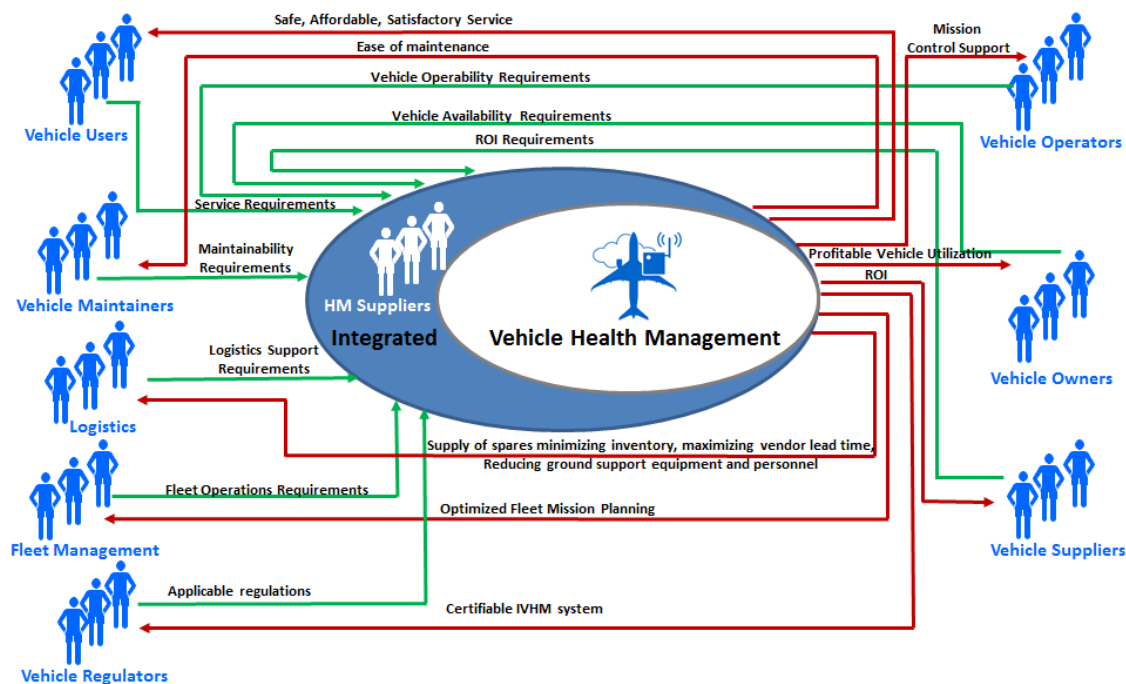 Safe, Affordable, Satisfactory Service
Mission
Control Support
Ease of maintenance
Vehicle Operability Requirements
Vehicle Users
Vehicle Availability Requirements
Vehicle Operators
ROI Requirements
Service Requirements
Maintainability
Requirements
Profitable Vehicle Utilization
ROI
Vehicle Maintainers
HM Suppliers
Integrated
Vehicle Health Management
Logistics Support
Requirements
Vehicle Owners
Logistics
Supply of spares minimizing inventory, maximizing vendor lead time,
Reducing ground support equipment and personnel
Fleet Operations Requirements
Optimized Fleet Mission Planning
Fleet Management
Vehicle Suppliers
Applicable regulations
Certifiable IVHM system
Vehicle Regulators